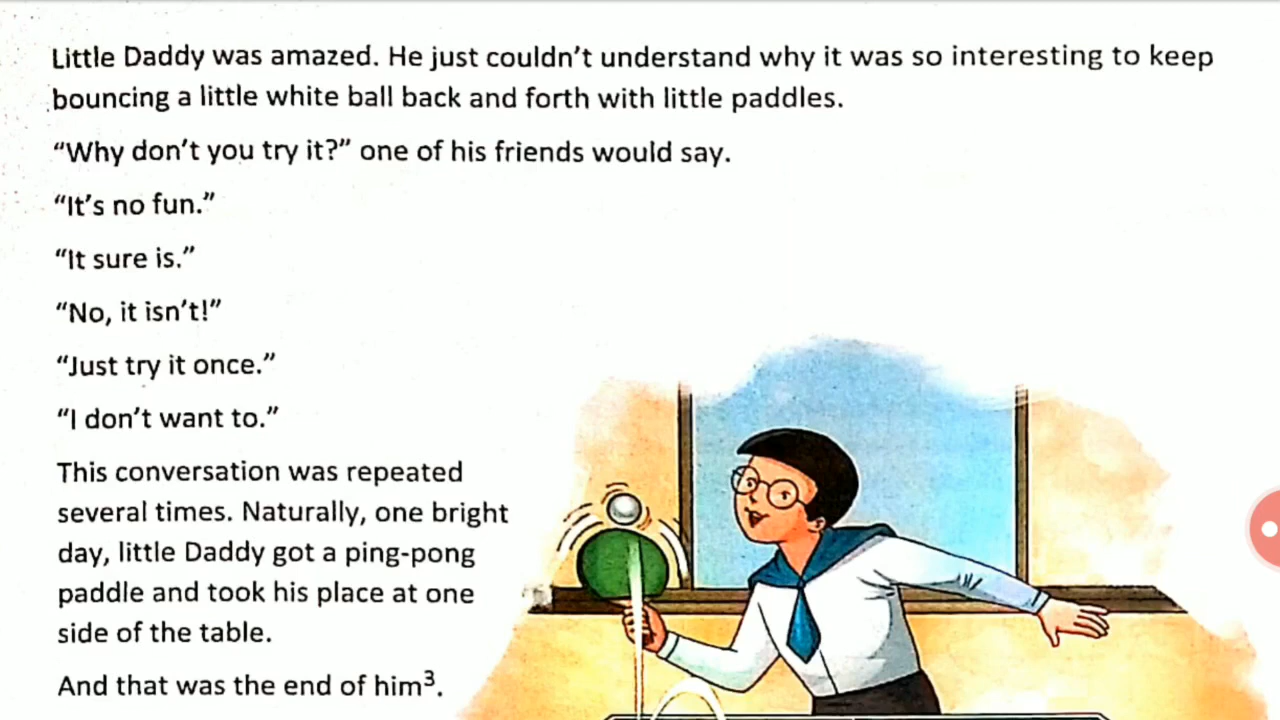 Little Daddy was amazed. He just couldn’t understand why it was so interesting to keep
bouncing a little white ball back and forth with little paddles.
“Why don’t you try it?” one of his friends would say.
“It’s no fun.”
“It sure is.”
“No, it isn’t!”
“Just try it once.”
“I don’t want to.”
This conversation was repeated
several times. Naturally, one bright
day, little Daddy got a ping-pong
paddle and took his place at one
side of the table.
And that was the end of him³.